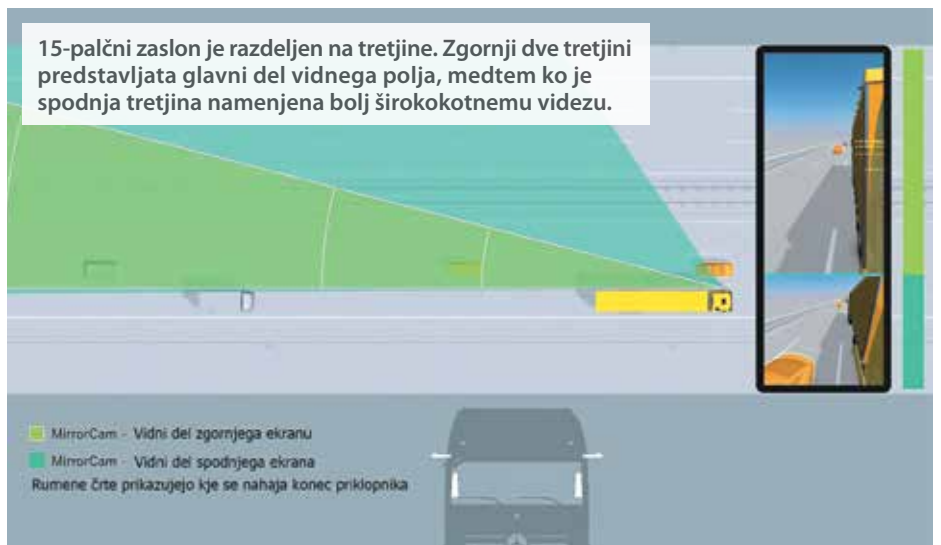 15-palčni zaslon je razdeljen na tretjine. Zgornji dve tretjini
predstavljata glavni del vidnega polja, medtem ko je
spodnja tretjina namenjena bolj širokokotnemu videzu.
MirrorCam - Vidni del zgornjega ekranu
MirrorCam - Vidni del spodnjega ekrana
Rumene črte prikazujejo kje se nahaja konec priklopnika